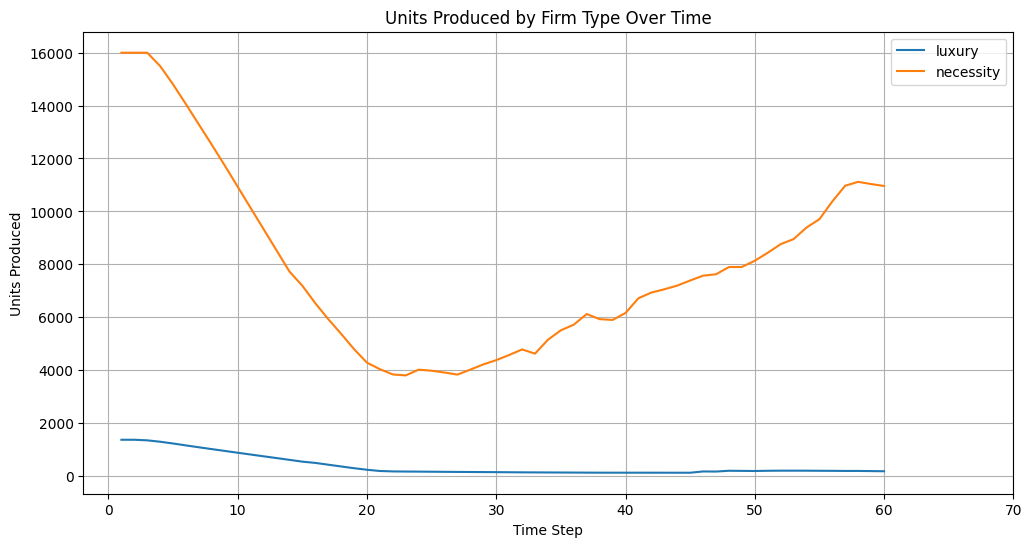 Units Produced by Firm Type Over Time
luxury
necessity
Units Produced
16000
14000
12000
10000
8000
6000
4000
2000
0
0 10 20 30 40 50 60 70
Time Step